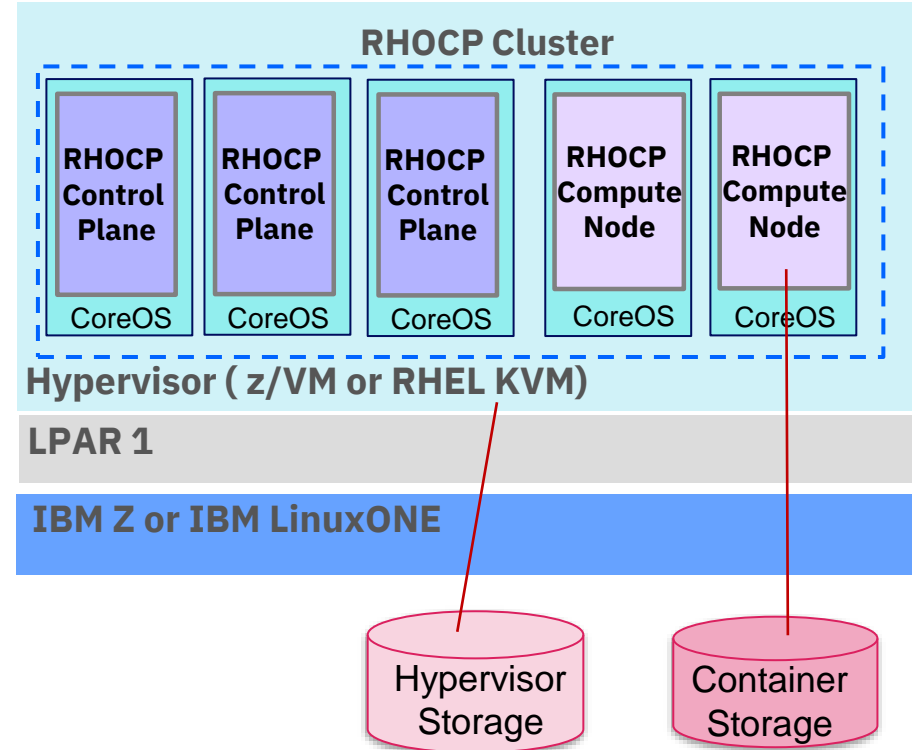 RHOCP Cluster
RHOCP
Control
Plane
CoreOS
RHOCP
Control
Plane
CoreOS
RHOCP
Control
Plane
CoreOS
RHOCP
Compute
Node
CoreOS
RHOCP
Compute
Node
CoreOS
Hypervisor ( z/VM or RHEL KVM)
LPAR 1
IBM Z or IBM LinuxONE
Hypervisor
Storage
Container
Storage